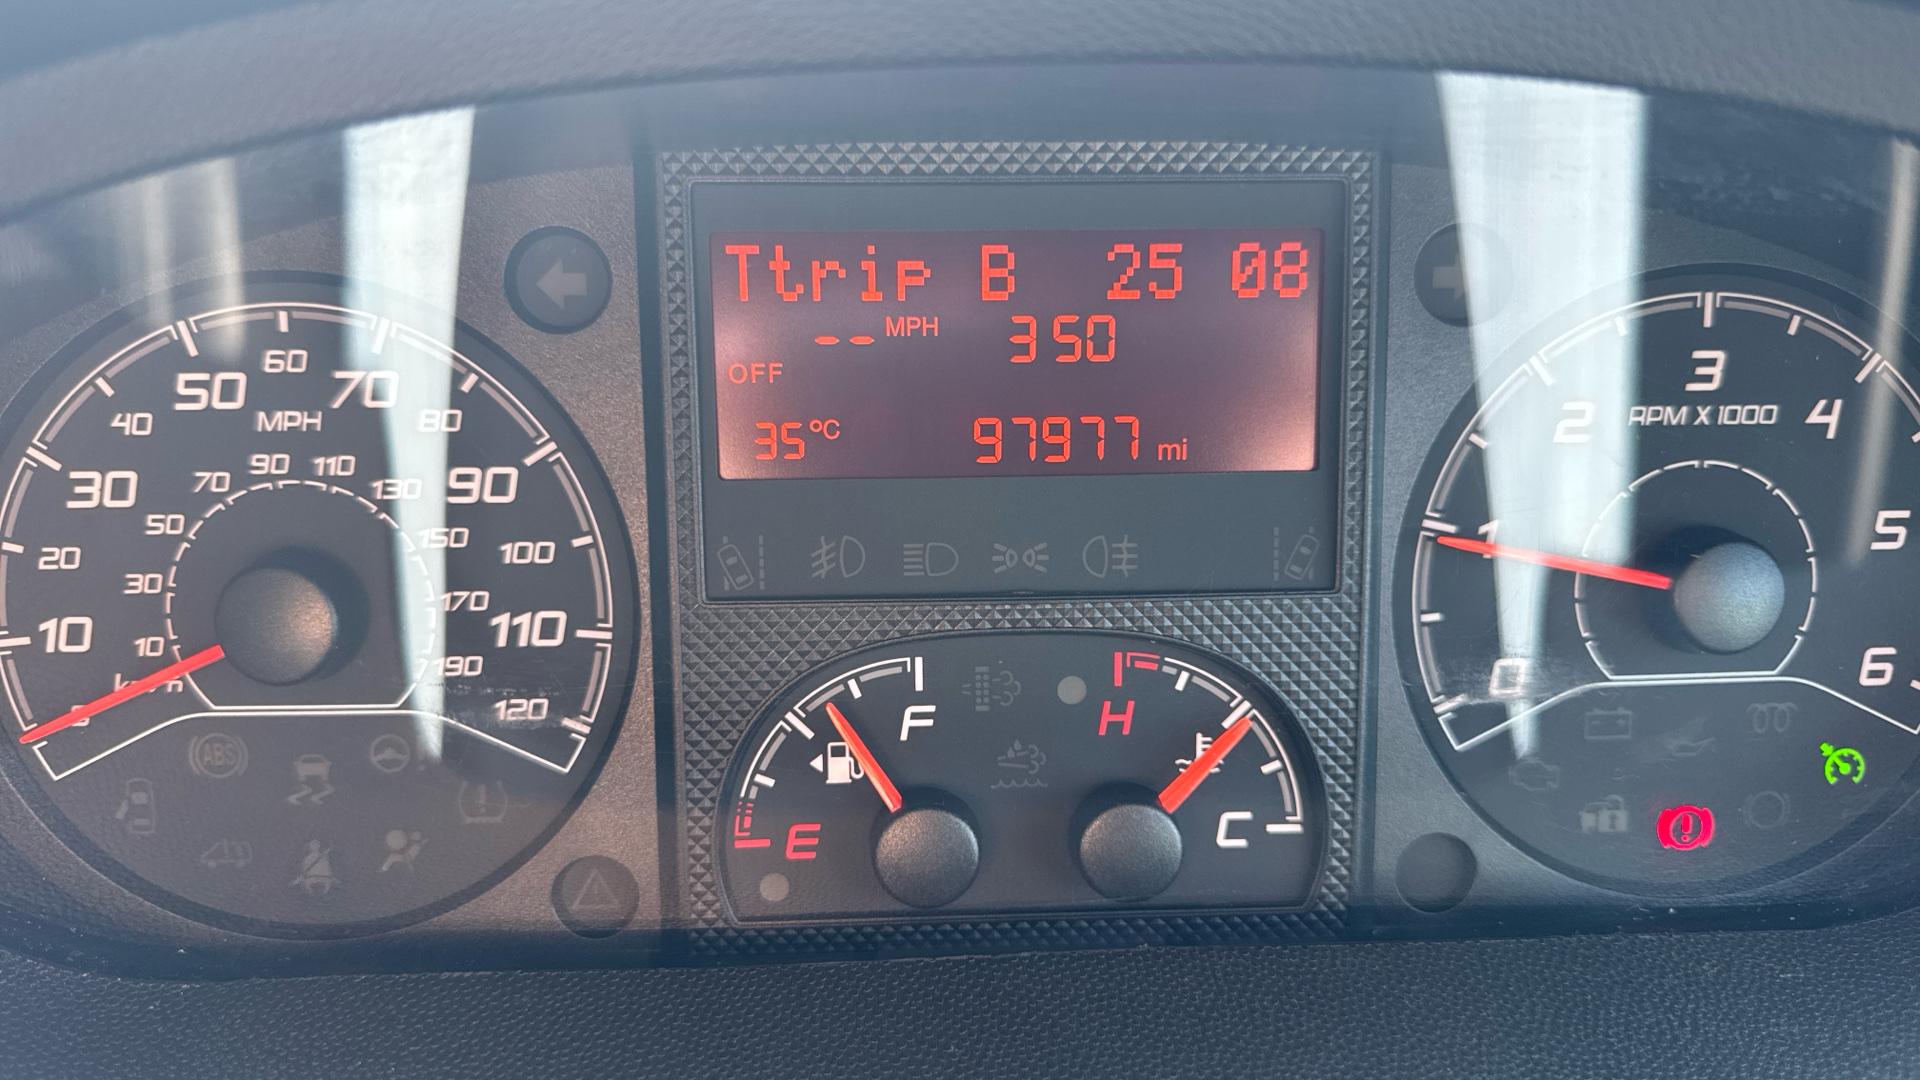 Ttrip B 25 08
-- MPH 350
OFF
35°C 97977 mi
0 10 20 30 40 50 60 70 80 90 100 110 120
MPH
10 30 50 70 90 110 130 150 170 190
km/h
ABS
F
E
H
C
0 1 2 3 4 5 6
RPM X 1000